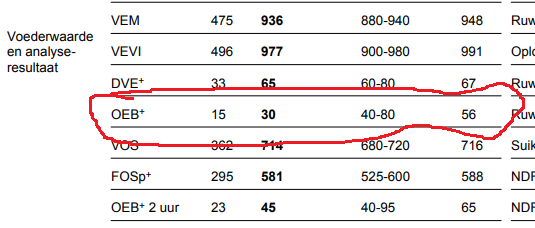 VEM 475 936 880-940 948 Ruw
Voederwaarde
en analyse-
resultaat
VEVI 496 977 900-980 991 Oplo
DVE+ 33 65 60-80 67 Ruw
OEB+ 15 30 40-80 56 Ruw
VOS 362 714 680-720 716 Suik
FOSp+ 295 581 525-600 588 NDF
OEB+ 2 uur 23 45 40-95 65 NDF